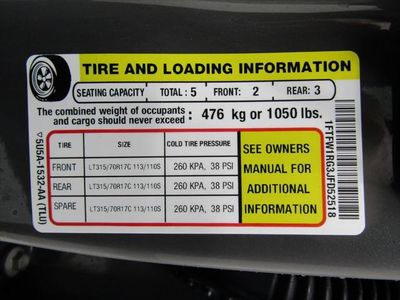 TIRE AND LOADING INFORMATION
SEATING CAPACITY TOTAL : 5 FRONT: 2 REAR: 3
The combined weight of occupants
and cargo should never exceed : 476 kg or 1050 lbs.
TIRE SIZE COLD TIRE PRESSURE
FRONT LT315/70R17C 113/110S 260 KPA, 38 PSI
REAR LT315/70R17C 113/110S 260 KPA, 38 PSI
SPARE LT315/70R17C 113/110S 260 KPA, 38 PSI
SEE OWNERS
MANUAL FOR
ADDITIONAL
INFORMATION
5U5A-1532-AA (TLU)
1FTFW1RG3JFD52518